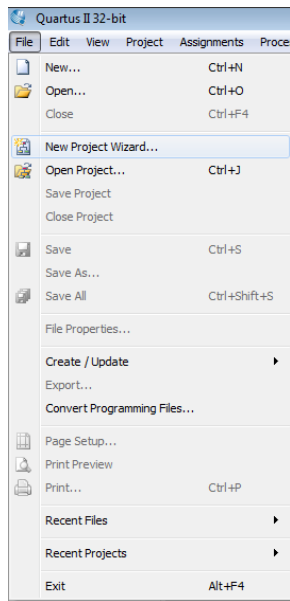 Quartus II 32-bit
File Edit View Project Assignments Proce
New... Ctrl+N
Open... Ctrl+O
Close Ctrl+F4
New Project Wizard...
Open Project... Ctrl+J
Save Project
Close Project
Save Ctrl+S
Save As...
Save All Ctrl+Shift+S
File Properties...
Create / Update
Export...
Convert Programming Files...
Page Setup...
Print Preview
Print... Ctrl+P
Recent Files
Recent Projects
Exit Alt+F4